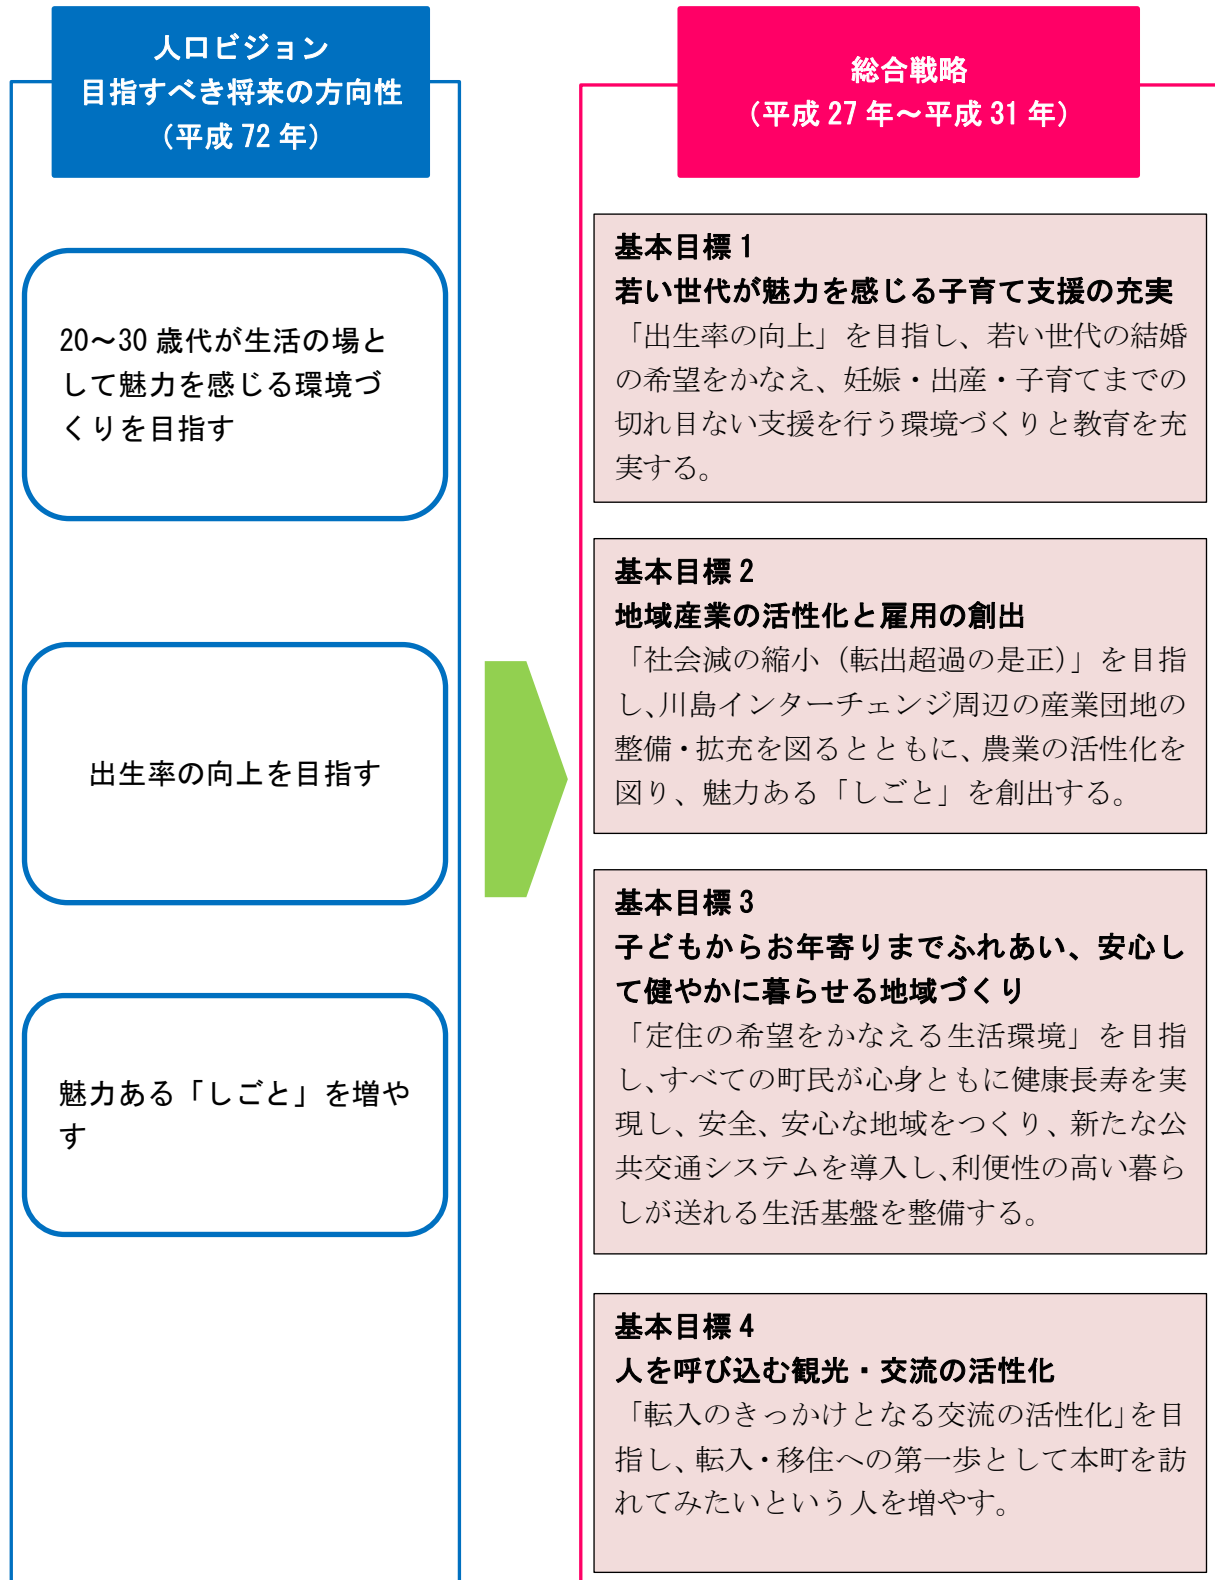 人口ビジョン
目指すべき将来の方向性
（平成 72 年）
20～30 歳代が生活の場と
して魅力を感じる環境づ
くりを目指す
出生率の向上を目指す
魅力ある「しごと」を増や
す
総合戦略
（平成 27 年～平成 31 年）
基本目標 1
若い世代が魅力を感じる子育て支援の充実
「出生率の向上」を目指し、若い世代の結婚
の希望をかなえ、妊娠・出産・子育てまでの
切れ目ない支援を行う環境づくりと教育を充
実する。
基本目標 2
地域産業の活性化と雇用の創出
「社会減の縮小（転出超過の是正）」を目指
し、川島インターチェンジ周辺の産業団地の
整備・拡充を図るとともに、農業の活性化を
図り、魅力ある「しごと」を創出する。
基本目標 3
子どもからお年寄りまでふれあい、安心し
て健やかに暮らせる地域づくり
「定住の希望をかなえる生活環境」を目指
し、すべての町民が心身ともに健康長寿を実
現し、安全、安心な地域をつくり、新たな公
共交通システムを導入し、利便性の高い暮ら
しが送れる生活基盤を整備する。
基本目標 4
人を呼び込む観光・交流の活性化
「転入のきっかけとなる交流の活性化」を目
指し、転入・移住への第一歩として本町を訪
れてみたいという人を増やす。